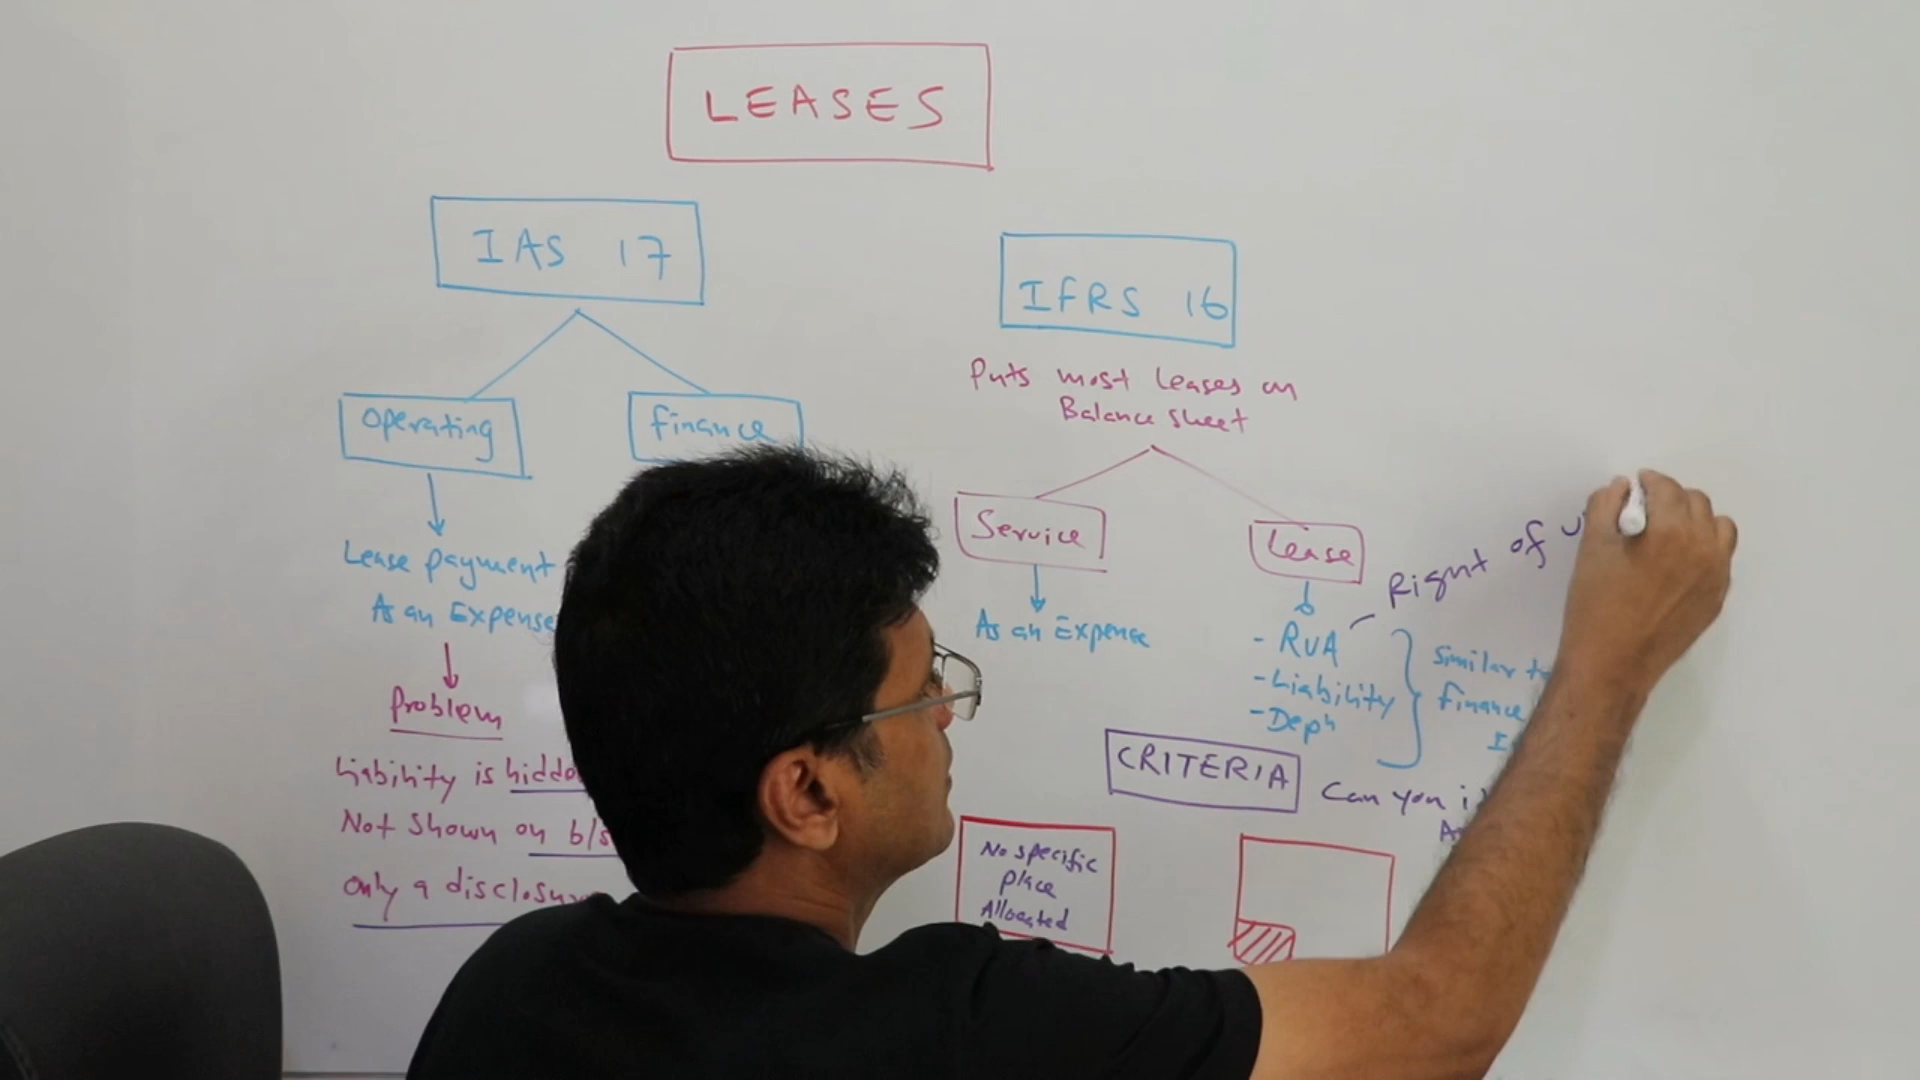 LEASES
IAS 17
Operating
finance
Lease payment
As an Expense
Problem
Liability is
Not shown on b/s
Only a
IFRS 16
Puts most leases on
Balance sheet
Service
As an Expense
Lease
Right of
- RUA
- Liability
- Depn
Similar
finance
CRITERIA
Can you
No specific
place
Allocated